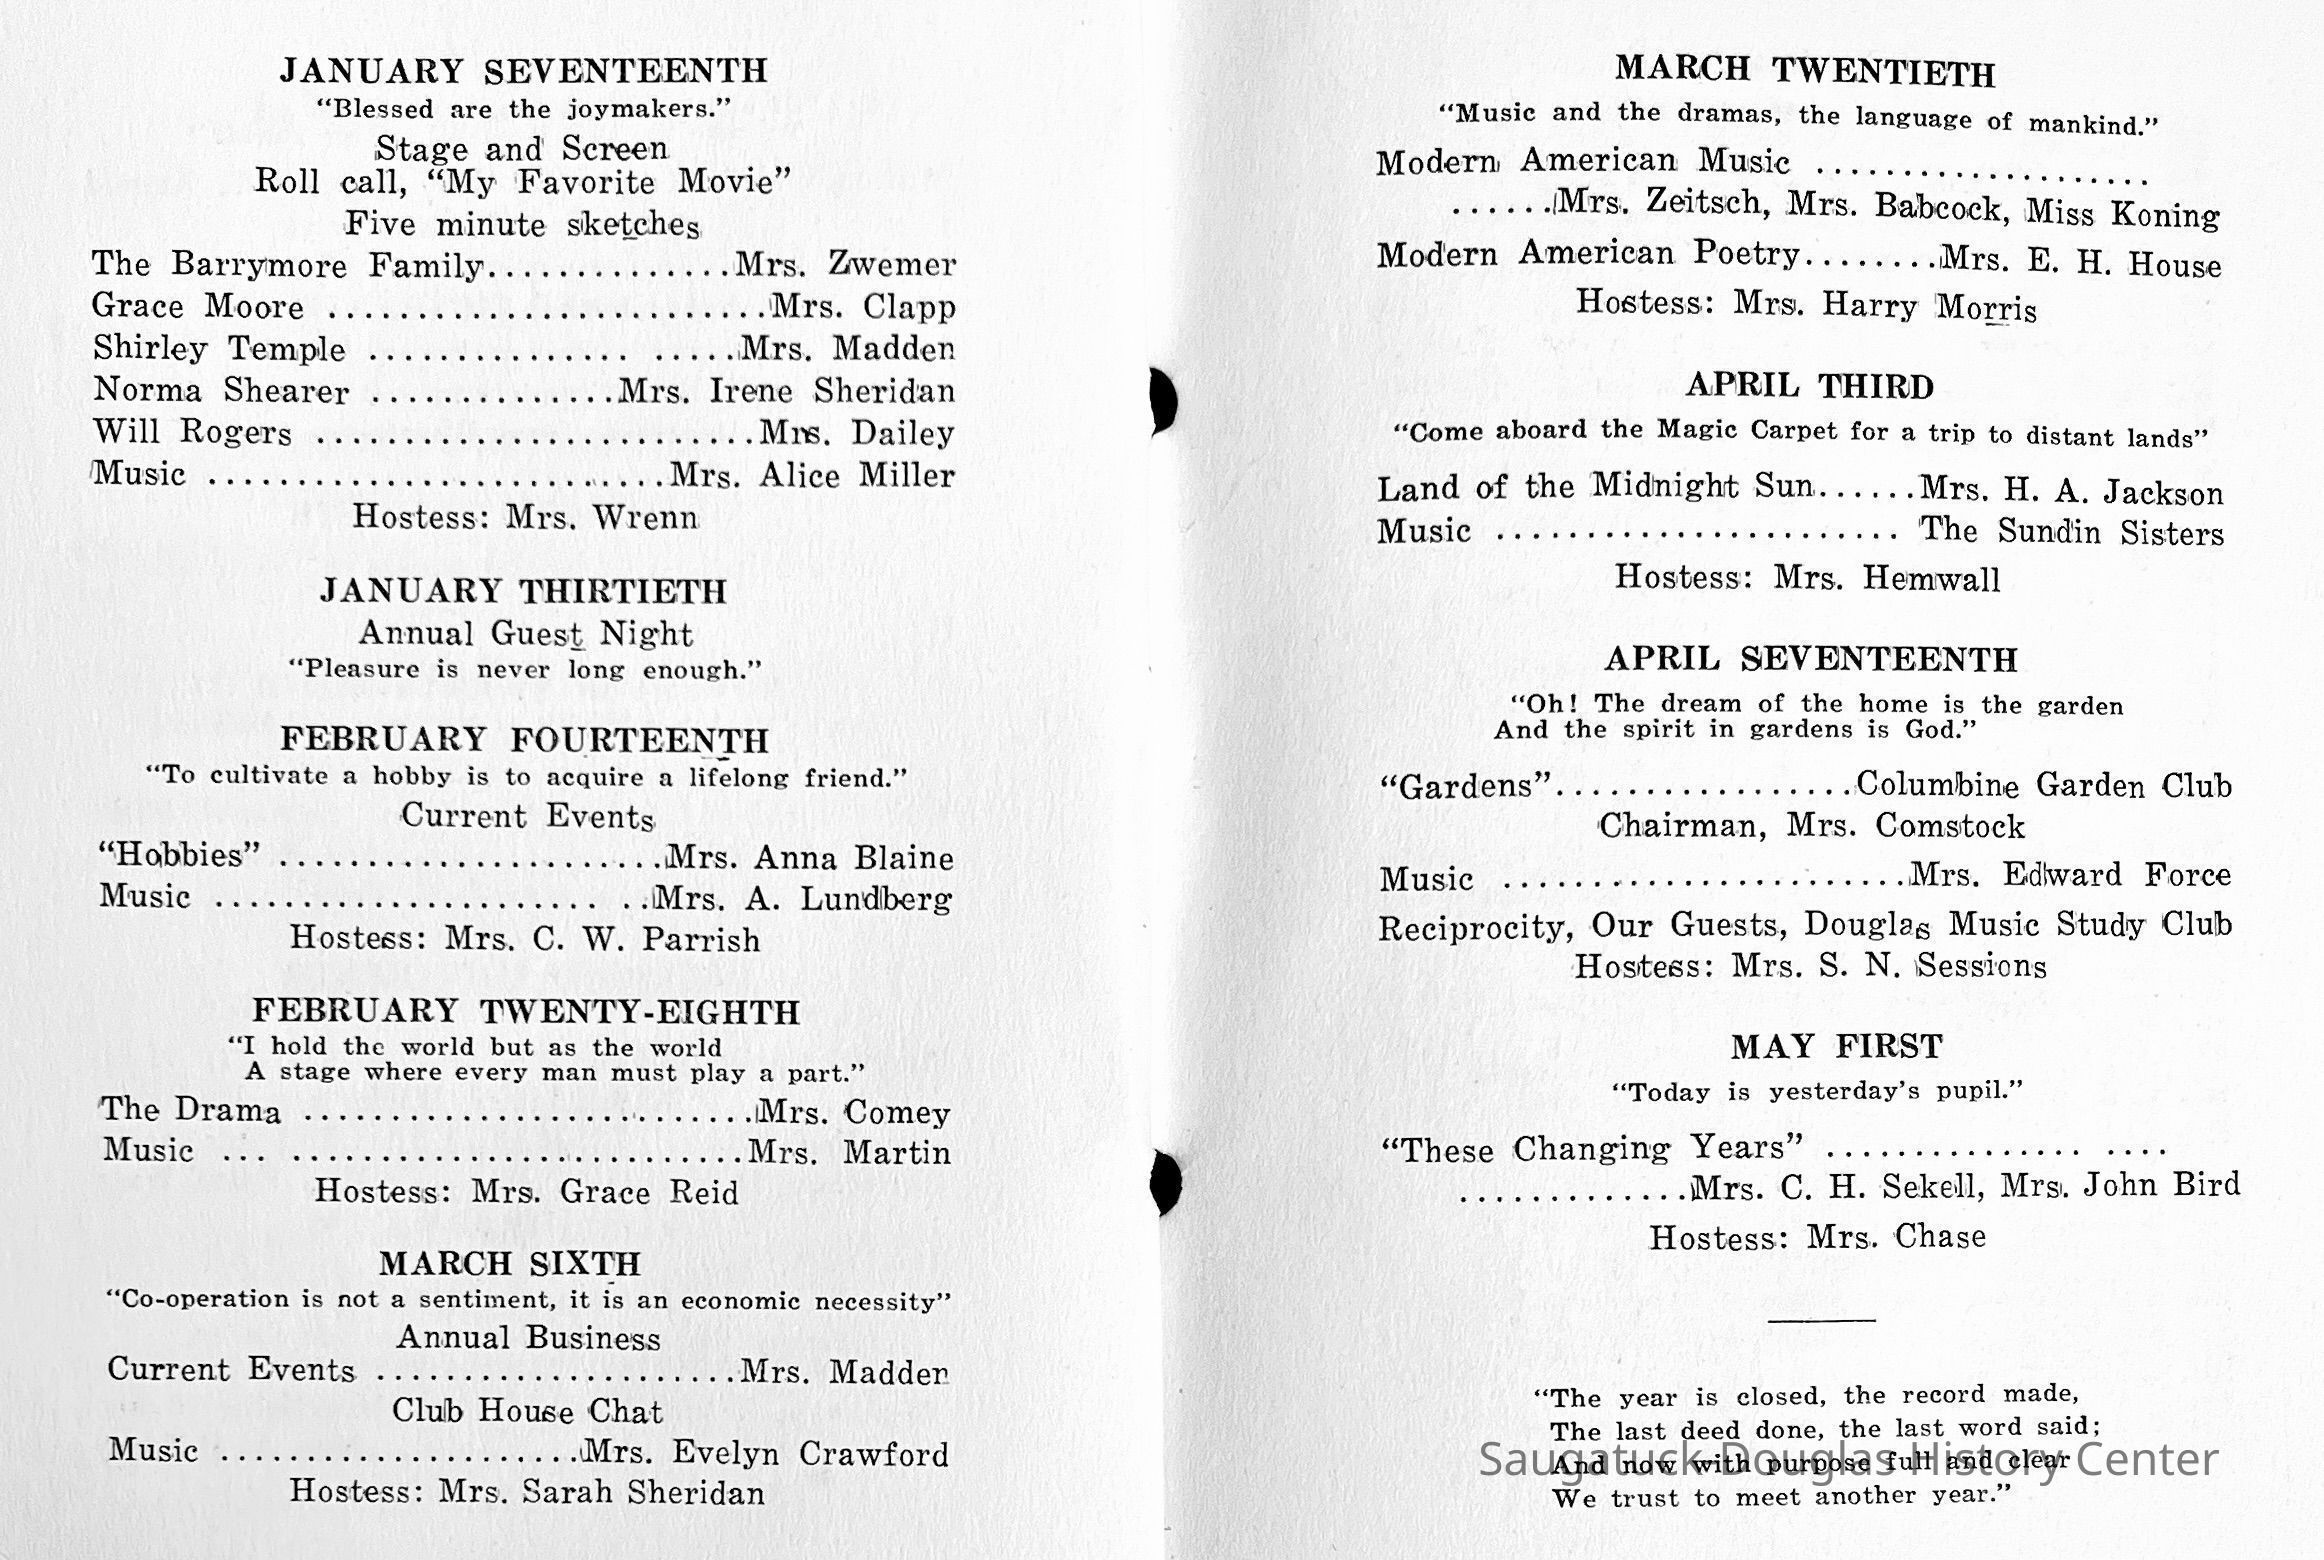 JANUARY SEVENTEENTH
“Blessed are the joymakers.”
Stage and Screen
Roll call, “My Favorite Movie”
Five minute sketches
The Barrymore Family..............Mrs. Zwemer
Grace Moore .........................Mrs. Clapp
Shirley Temple ............... .....Mrs. Madden
Norma Shearer ..............Mrs. Irene Sheridan
Will Rogers .........................Mrs. Dailey
Music ..........................Mrs. Alice Miller
Hostess: Mrs. Wrenn
JANUARY THIRTIETH
Annual Guest Night
“Pleasure is never long enough.”
FEBRUARY FOURTEENTH
“To cultivate a hobby is to acquire a lifelong friend.”
Current Events
“Hobbies” ......................Mrs. Anna Blaine
Music ...................... ..Mrs. A. Lundberg
Hostess: Mrs. C. W. Parrish
FEBRUARY TWENTY-EIGHTH
“I hold the world but as the world
A stage where every man must play a part.”
The Drama ..........................Mrs. Comey
Music ... ..........................Mrs. Martin
Hostess: Mrs. Grace Reid
MARCH SIXTH
“Co-operation is not a sentiment, it is an economic necessity”
Annual Business
Current Events .....................Mrs. Madden
Club House Chat
Music .....................Mrs. Evelyn Crawford
Hostess: Mrs. Sarah Sheridan
MARCH TWENTIETH
“Music and the dramas, the language of mankind.”
Modern American Music ...................
......Mrs. Zeitsch, Mrs. Babcock, Miss Koning
Modern American Poetry........Mrs. E. H. House
Hostess: Mrs. Harry Morris
APRIL THIRD
“Come aboard the Magic Carpet for a trip to distant lands”
Land of the Midnight Sun......Mrs. H. A. Jackson
Music ....................... The Sundin Sisters
Hostess: Mrs. Hemwall
APRIL SEVENTEENTH
“Oh! The dream of the home is the garden
And the spirit in gardens is God.”
“Gardens”.................Columbine Garden Club
Chairman, Mrs. Comstock
Music .......................Mrs. Edward Force
Reciprocity, Our Guests, Douglas Music Study Club
Hostess: Mrs. S. N. Sessions
MAY FIRST
“Today is yesterday’s pupil.”
“These Changing Years” ............... ....
.............Mrs. C. H. Sekell, Mrs. John Bird
Hostess: Mrs. Chase
“The year is closed, the record made,
The last deed done, the last word said;
And now with purpose full and clear
We trust to meet another year.”
Saugatuck-Douglas History Center